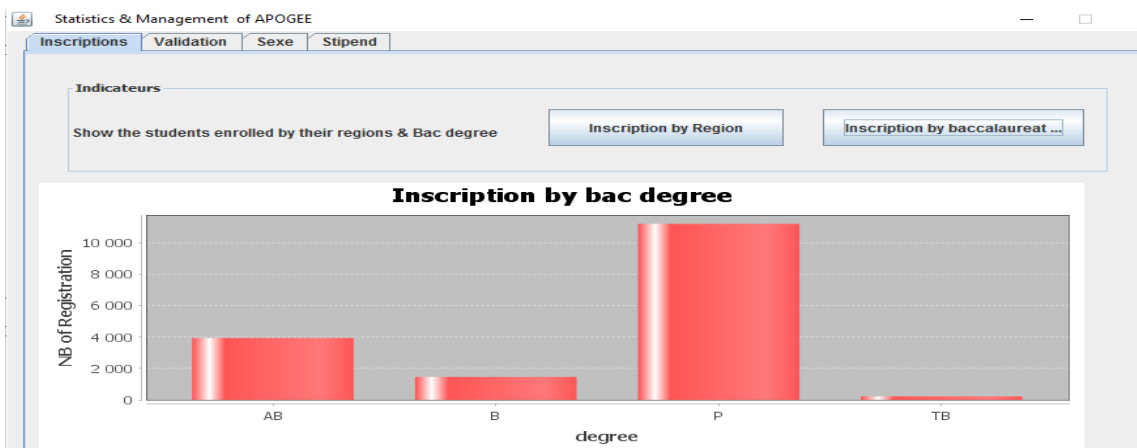 Statistics & Management of APOGEE
Inscriptions Validation Sexe Stipend
Indicateurs
Show the students enrolled by their regions & Bac degree
Inscription by Region
Inscription by baccalaureat ...
Inscription by bac degree
NB of Registration
10 000
8 000
6 000
4 000
2 000
0
AB B P TB
degree